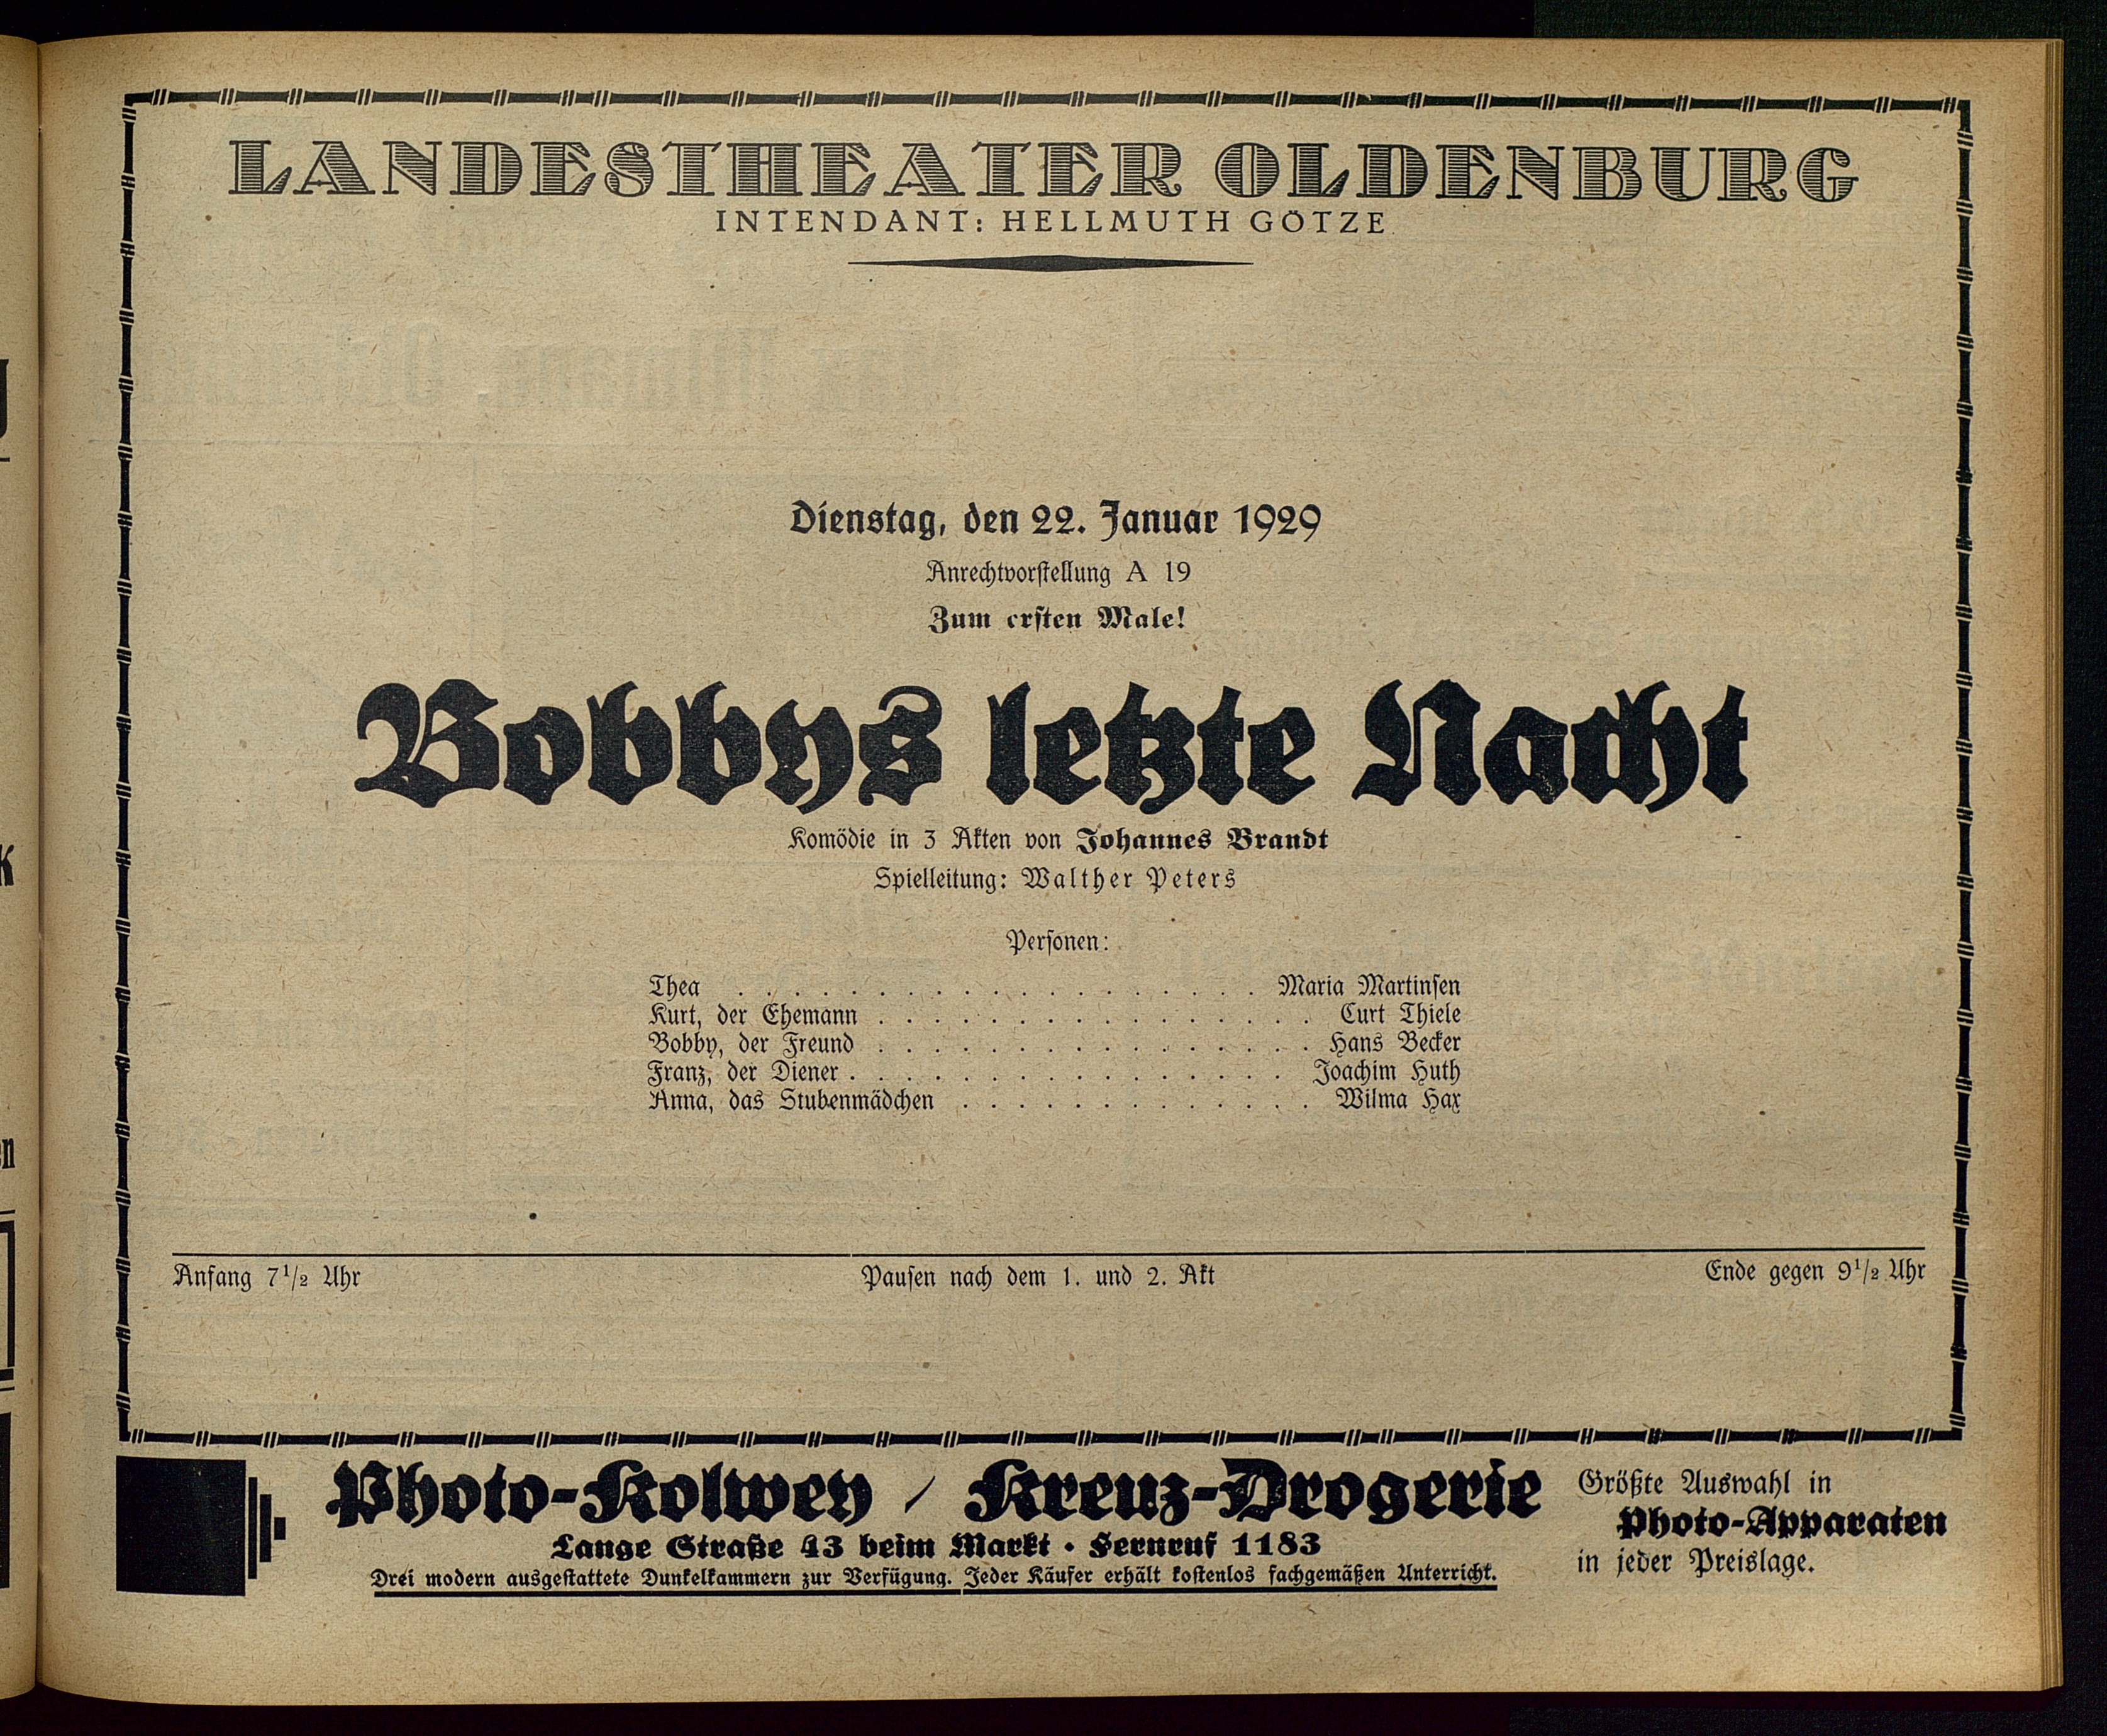 LANDESTHEATER OLDENBURG
INTENDANT: HELLMUTH GÖTZE
Dienstag, den 22. Januar 1929
Anrechtvorstellung A 19
Zum ersten Male!
Bobbys letzte Nacht
Komödie in 3 Akten von Johannes Brandt
Spielleitung: Walther Peters
Personen:
Thea . . . . . . . . . . . . . . . . . . . Maria Martinsen
Kurt, der Ehemann . . . . . . . . . . . . . . . . Curt Thiele
Bobby, der Freund . . . . . . . . . . . . . . . . Hans Becker
Franz, der Diener . . . . . . . . . . . . . . . . Joachim Huth
Anna, das Stubenmädchen . . . . . . . . . . . . . Wilma Hax
Anfang 7 1/2 Uhr Pausen nach dem 1. und 2. Akt Ende gegen 9 1/2 Uhr
Photo-Kolwey / Kreuz-Drogerie
Lange Straße 43 beim Markt · Fernruf 1183
Drei modern ausgestattete Dunkelkammern zur Verfügung. Jeder Käufer erhält kostenlos fachgemäßen Unterricht.
Größte Auswahl in
Photo-Apparaten
in jeder Preislage.